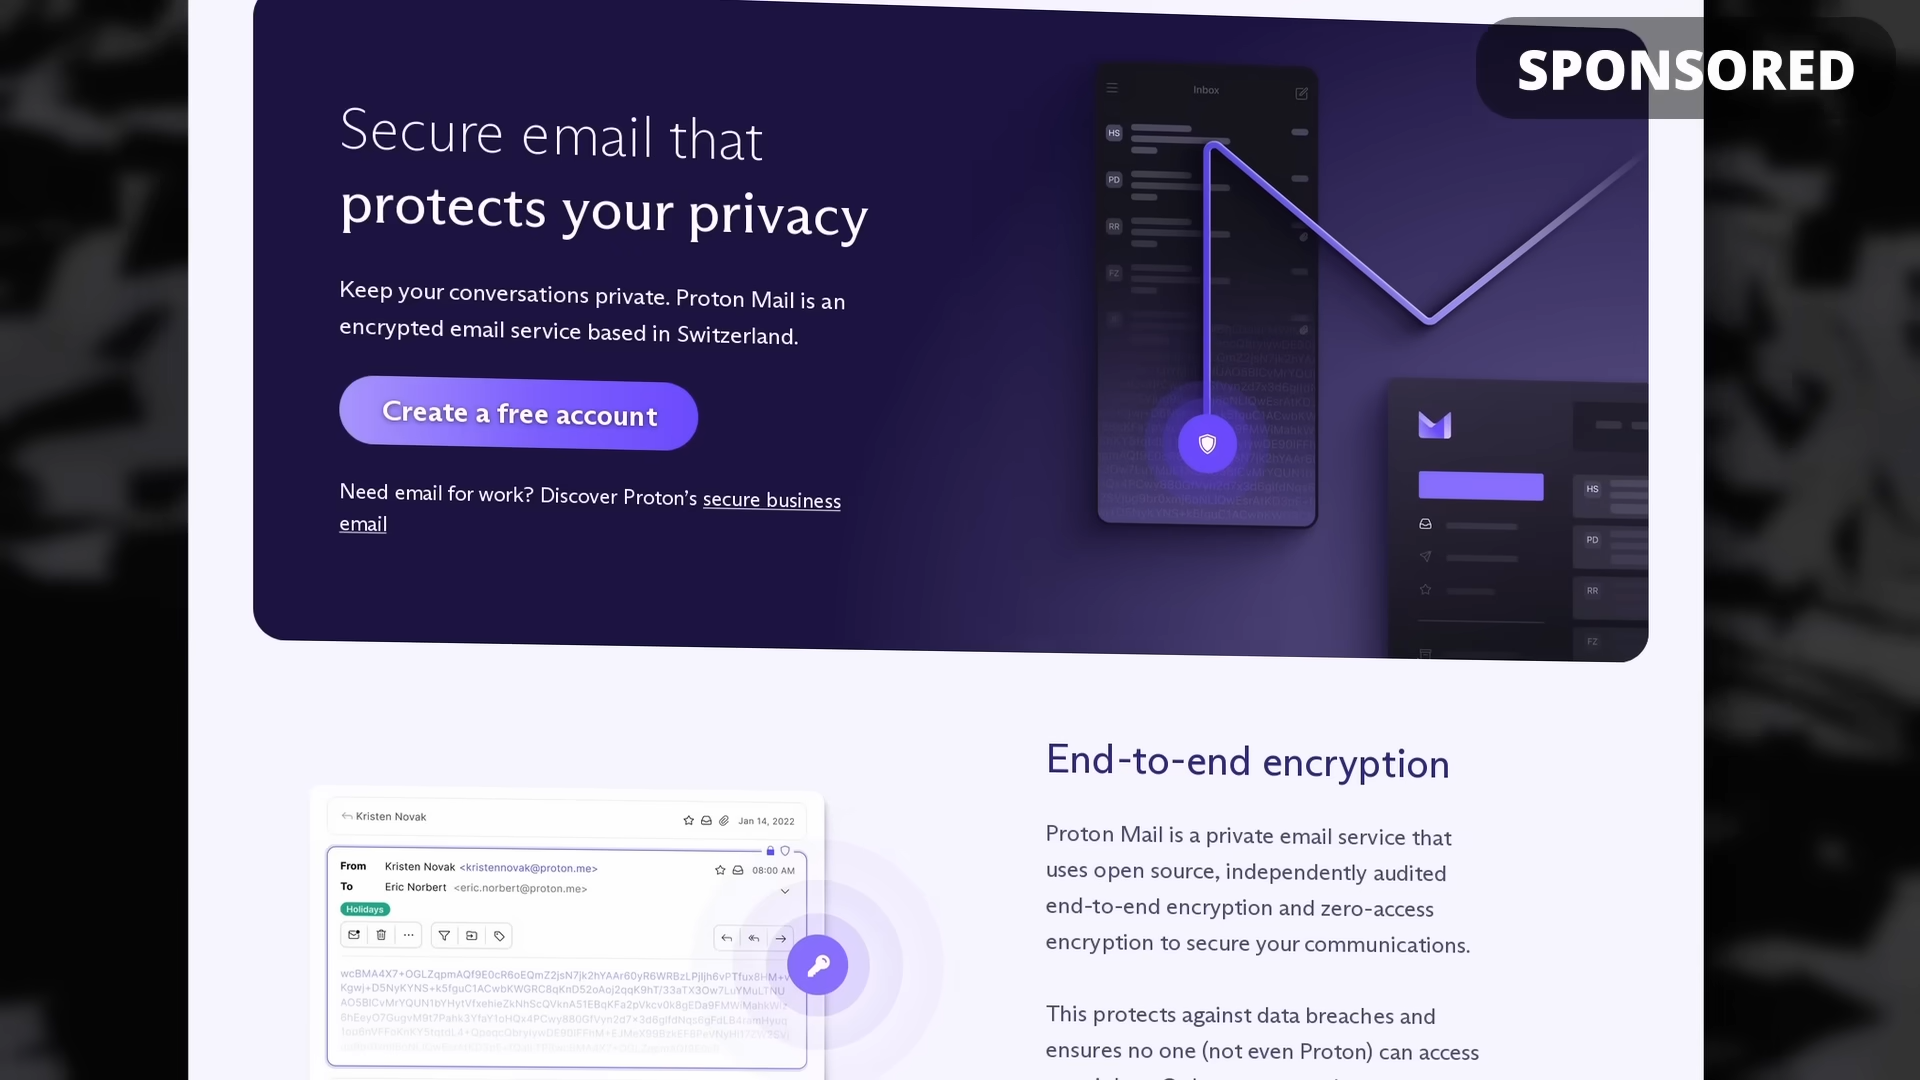 SPONSORED
Secure email that
protects your privacy
Keep your conversations private. Proton Mail is an
encrypted email service based in Switzerland.
Create a free account
Need email for work? Discover Proton's secure business
email
Inbox
HS
PD
RR
FZ
HS
PD
RR
FZ
End-to-end encryption
Proton Mail is a private email service that
uses open source, independently audited
end-to-end encryption and zero-access
encryption to secure your communications.
This protects against data breaches and
ensures no one (not even Proton) can access
Kristen Novak
Jan 14, 2022
From Kristen Novak <kristennovak@proton.me>
08:00 AM
To Eric Norbert <eric.norbert@proton.me>
Holidays